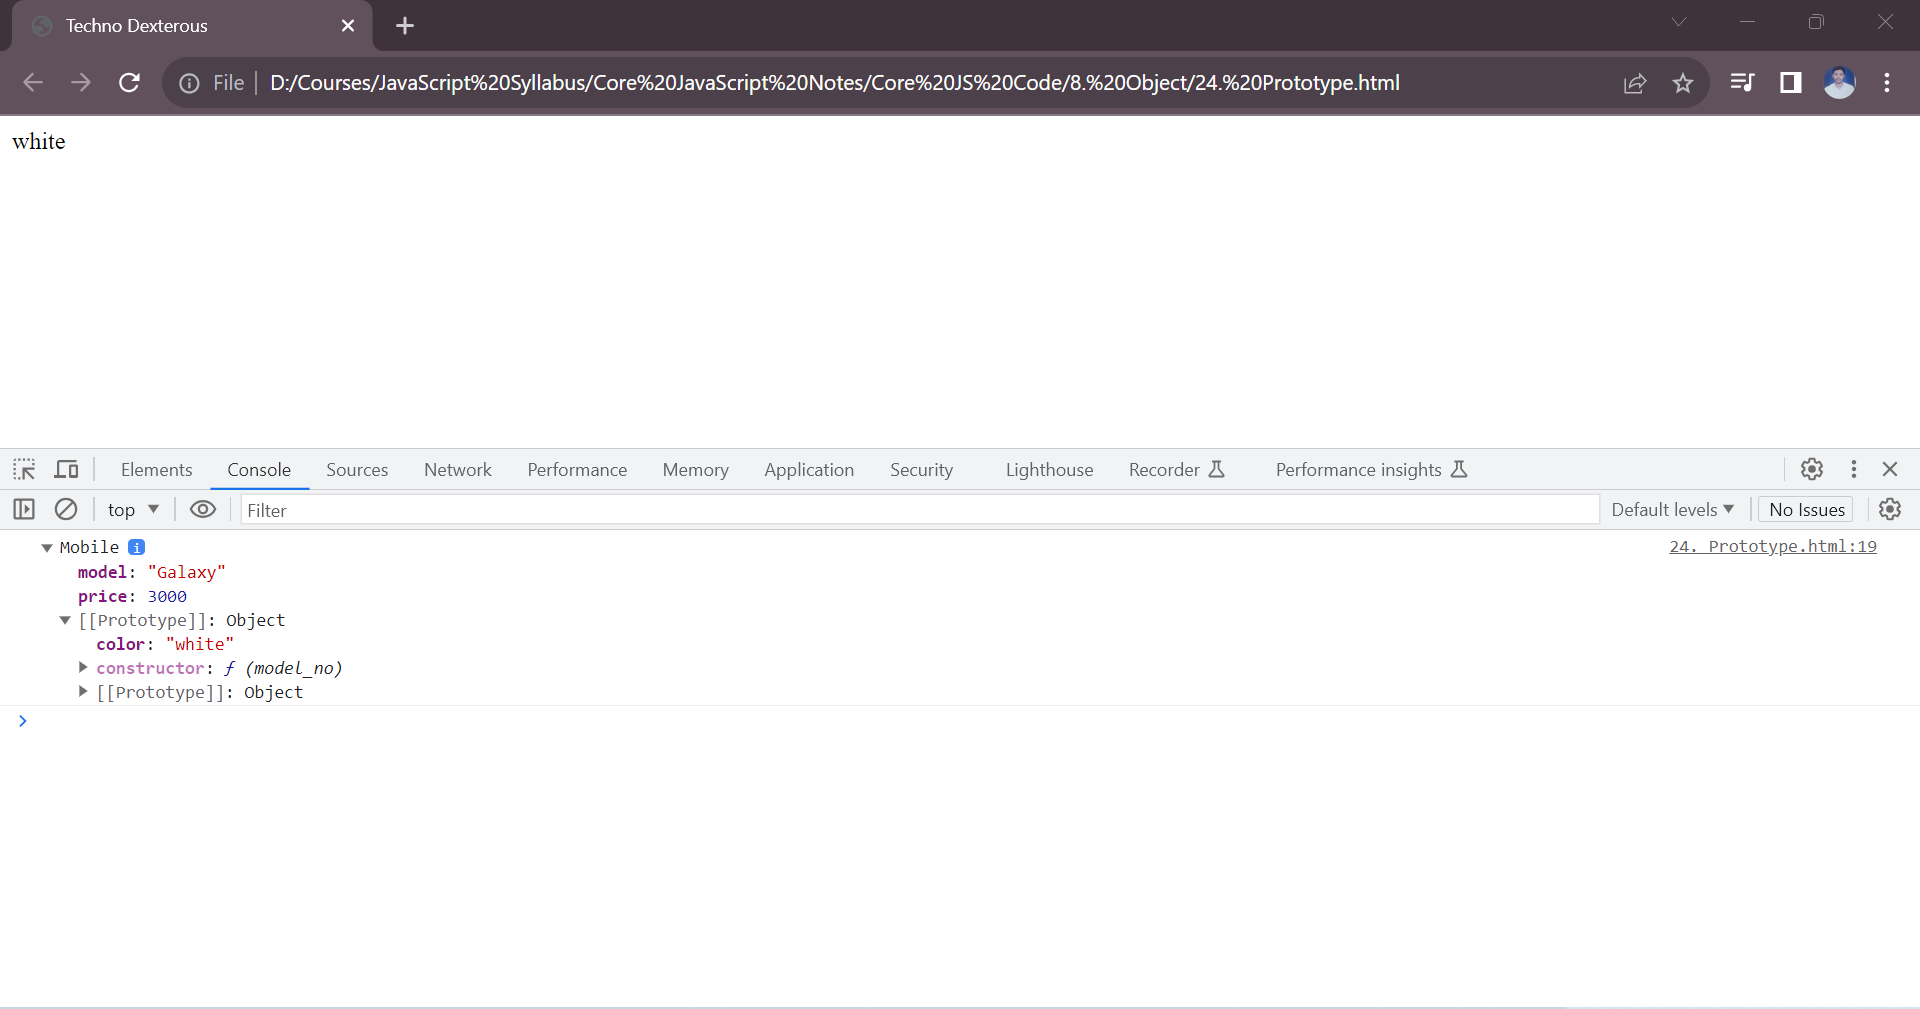 Techno Dexterous
File D:/Courses/JavaScript%20Syllabus/Core%20JavaScript%20Notes/Core%20JS%20Code/8.%20Object/24.%20Prototype.html
white
Elements Console Sources Network Performance Memory Application Security Lighthouse Recorder Performance insights
top Filter Default levels No Issues
Mobile i 24. Prototype.html:19
model: "Galaxy"
price: 3000
[[Prototype]]: Object
color: "white"
constructor: ƒ (model_no)
[[Prototype]]: Object